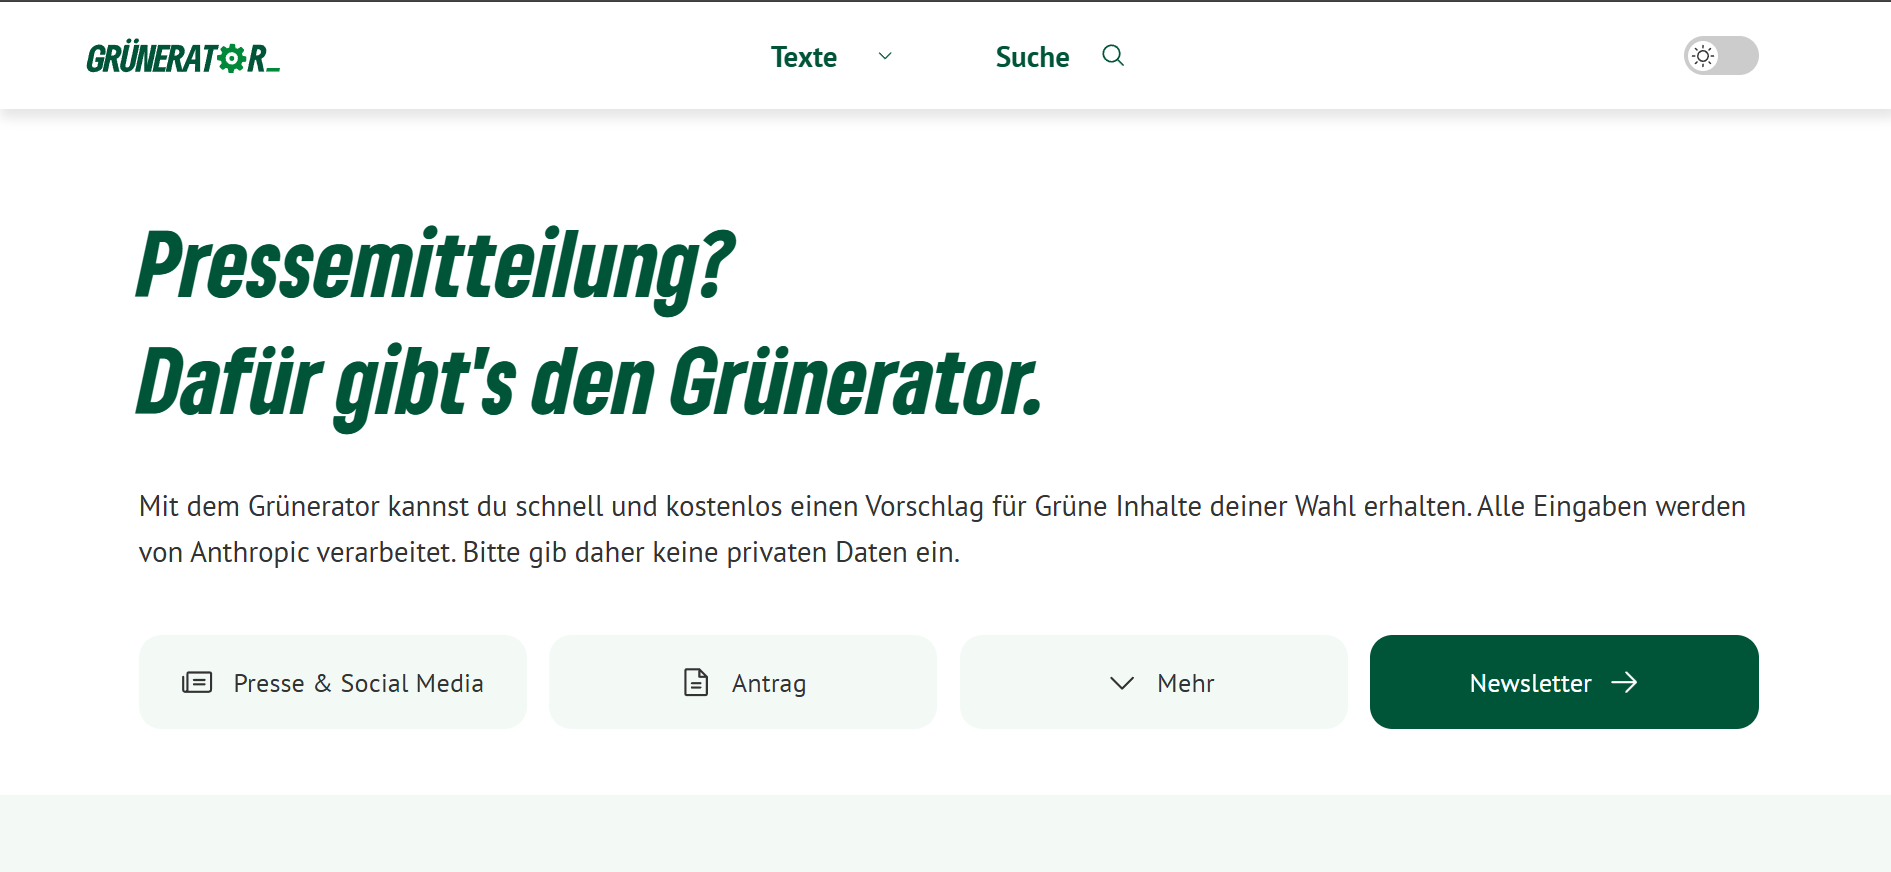 GRÜNERATOR_
Texte
Suche
Pressemitteilung?
Dafür gibt's den Grünerator.
Mit dem Grünerator kannst du schnell und kostenlos einen Vorschlag für Grüne Inhalte deiner Wahl erhalten. Alle Eingaben werden
von Anthropic verarbeitet. Bitte gib daher keine privaten Daten ein.
Presse & Social Media
Antrag
Mehr
Newsletter